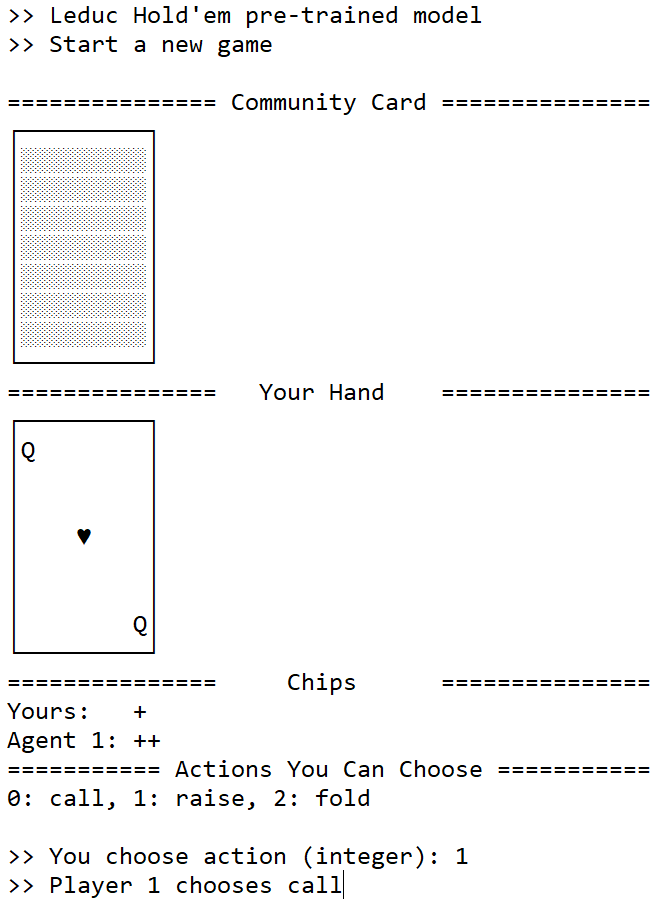 >> Leduc Hold'em pre-trained model
>> Start a new game
=============== Community Card ===============
===============   Your Hand    ===============
Q
♥
Q
===============     Chips      ===============
Yours:   +
Agent 1: ++
=========== Actions You Can Choose ===========
0: call, 1: raise, 2: fold
>> You choose action (integer): 1
>> Player 1 chooses call